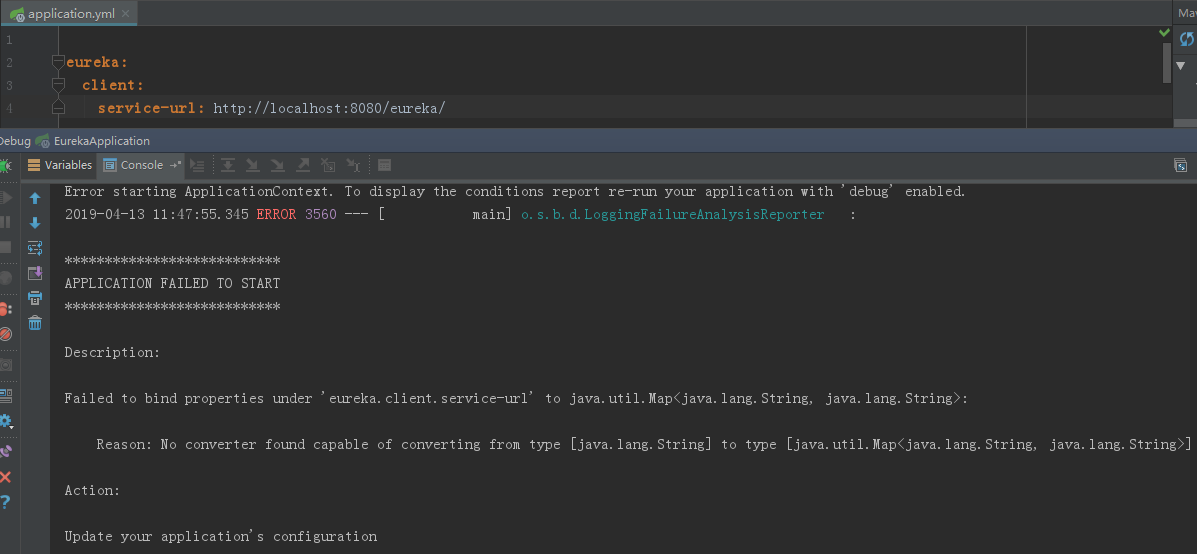 application.yml
Ma
1
2 eureka:
3 client:
4 service-url: http://localhost:8080/eureka/
Debug EurekaApplication
Variables Console
Error starting ApplicationContext. To display the conditions report re-run your application with 'debug' enabled.
2019-04-13 11:47:55.345 ERROR 3560 --- [           main] o.s.b.d.LoggingFailureAnalysisReporter   :
***************************
APPLICATION FAILED TO START
***************************
Description:
Failed to bind properties under 'eureka.client.service-url' to java.util.Map<java.lang.String, java.lang.String>:
Reason: No converter found capable of converting from type [java.lang.String] to type [java.util.Map<java.lang.String, java.lang.String>]
Action:
Update your application's configuration